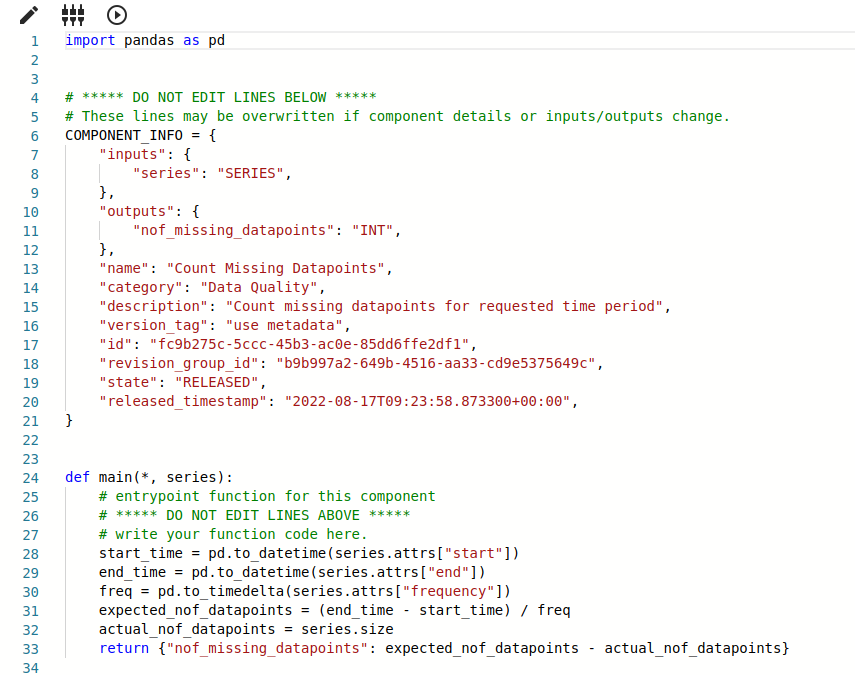 1 import pandas as pd
2
3
4 # ***** DO NOT EDIT LINES BELOW *****
5 # These lines may be overwritten if component details or inputs/outputs change.
6 COMPONENT_INFO = {
7     "inputs": {
8         "series": "SERIES",
9     },
10     "outputs": {
11         "nof_missing_datapoints": "INT",
12     },
13     "name": "Count Missing Datapoints",
14     "category": "Data Quality",
15     "description": "Count missing datapoints for requested time period",
16     "version_tag": "use metadata",
17     "id": "fc9b275c-5ccc-45b3-ac0e-85dd6ffe2df1",
18     "revision_group_id": "b9b997a2-649b-4516-aa33-cd9e5375649c",
19     "state": "RELEASED",
20     "released_timestamp": "2022-08-17T09:23:58.873300+00:00",
21 }
22
23
24 def main(*, series):
25     # entrypoint function for this component
26     # ***** DO NOT EDIT LINES ABOVE *****
27     # write your function code here.
28     start_time = pd.to_datetime(series.attrs["start"])
29     end_time = pd.to_datetime(series.attrs["end"])
30     freq = pd.to_timedelta(series.attrs["frequency"])
31     expected_nof_datapoints = (end_time - start_time) / freq
32     actual_nof_datapoints = series.size
33     return {"nof_missing_datapoints": expected_nof_datapoints - actual_nof_datapoints}
34